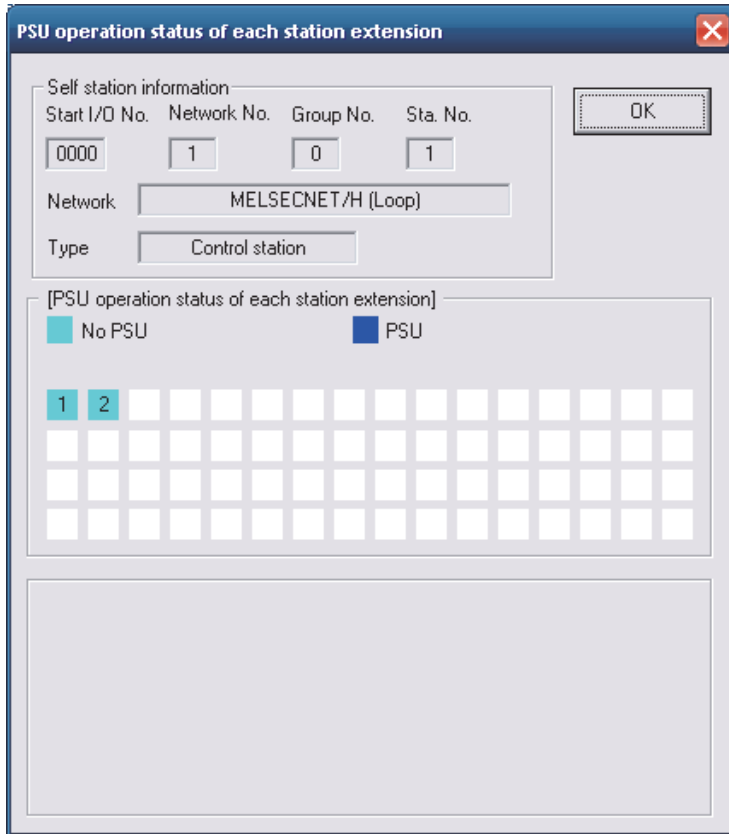 PSU operation status of each station extension
Self station information
Start I/O No. Network No. Group No. Sta. No.
OK
0000 1 0 1
Network MELSECNET/H (Loop)
Type Control station
[PSU operation status of each station extension]
No PSU PSU
1 2